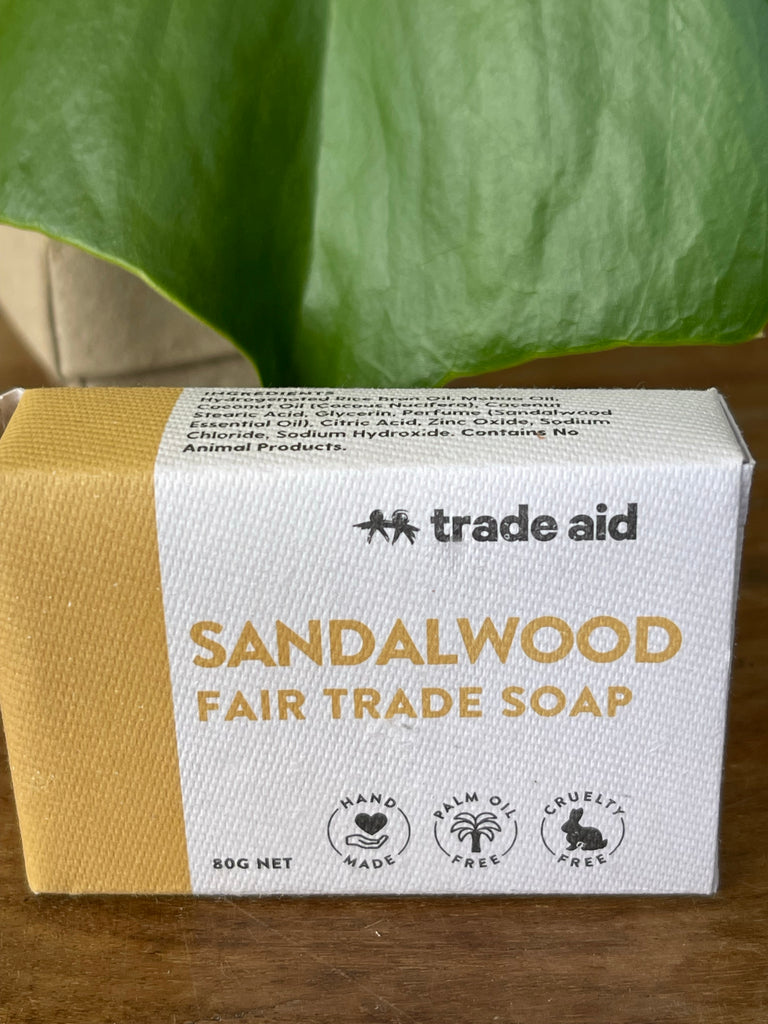 INGREDIENTS
Hydrogenated Rice Bran Oil, Mohua Oil,
Coconut Oil (Cocous Nucifera), Coconut
Stearic Acid, Glycerin, Perfume (Sandalwood
Essential Oil), Citric Acid, Zinc Oxide, Sodium
Chloride, Sodium Hydroxide. Contains No
Animal Products.
trade aid
SANDALWOOD
FAIR TRADE SOAP
80G NET
HAND
MADE
PALM OIL
FREE
CRUELTY
FREE